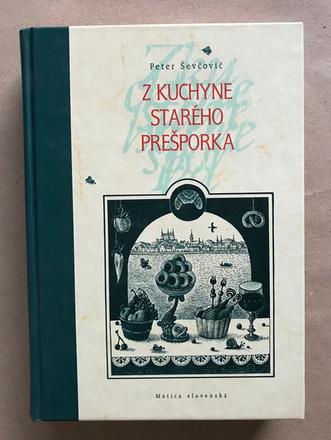 Peter Ševčovič
Z KUCHYNE
STARÉHO
PREŠPORKA
Matica slovenská